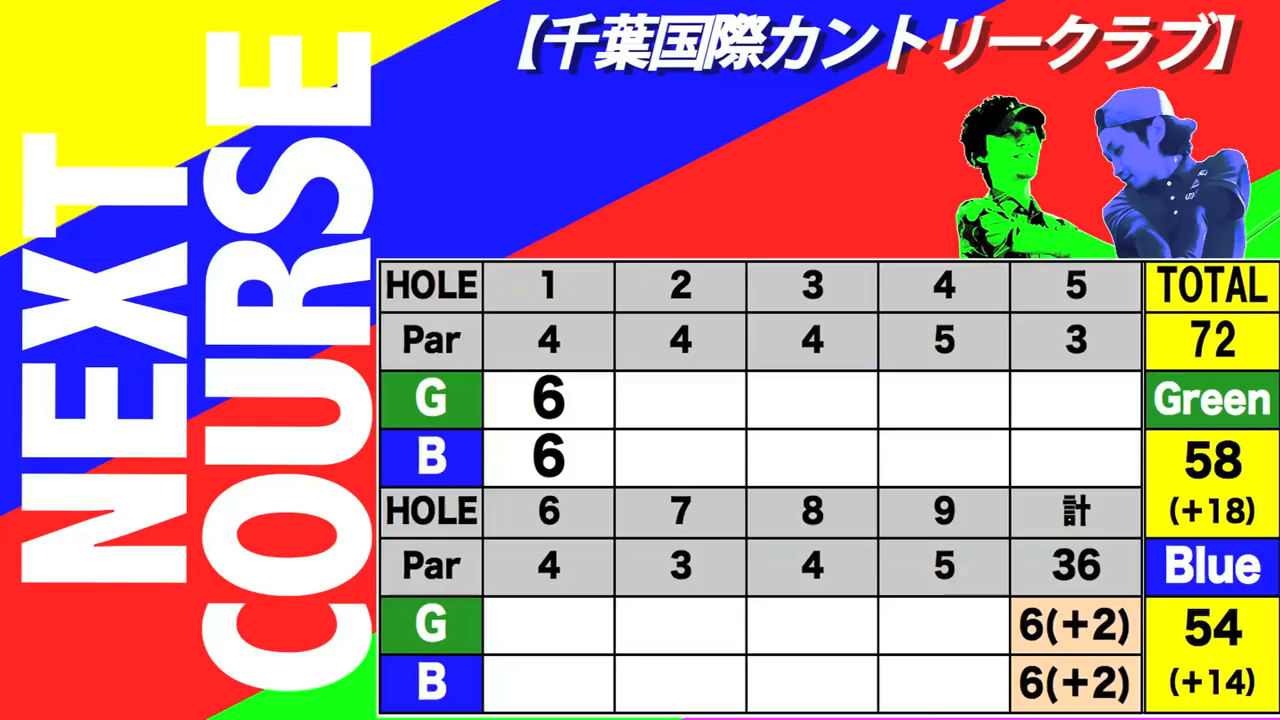 【千葉国際カントリークラブ】
NEXT
COURSE
HOLE 1 2 3 4 5 TOTAL
Par 4 4 4 5 3 72
G 6 Green
B 6 58
HOLE 6 7 8 9 計 (+18)
Par 4 3 4 5 36 Blue
G 6(+2) 54
B 6(+2) (+14)